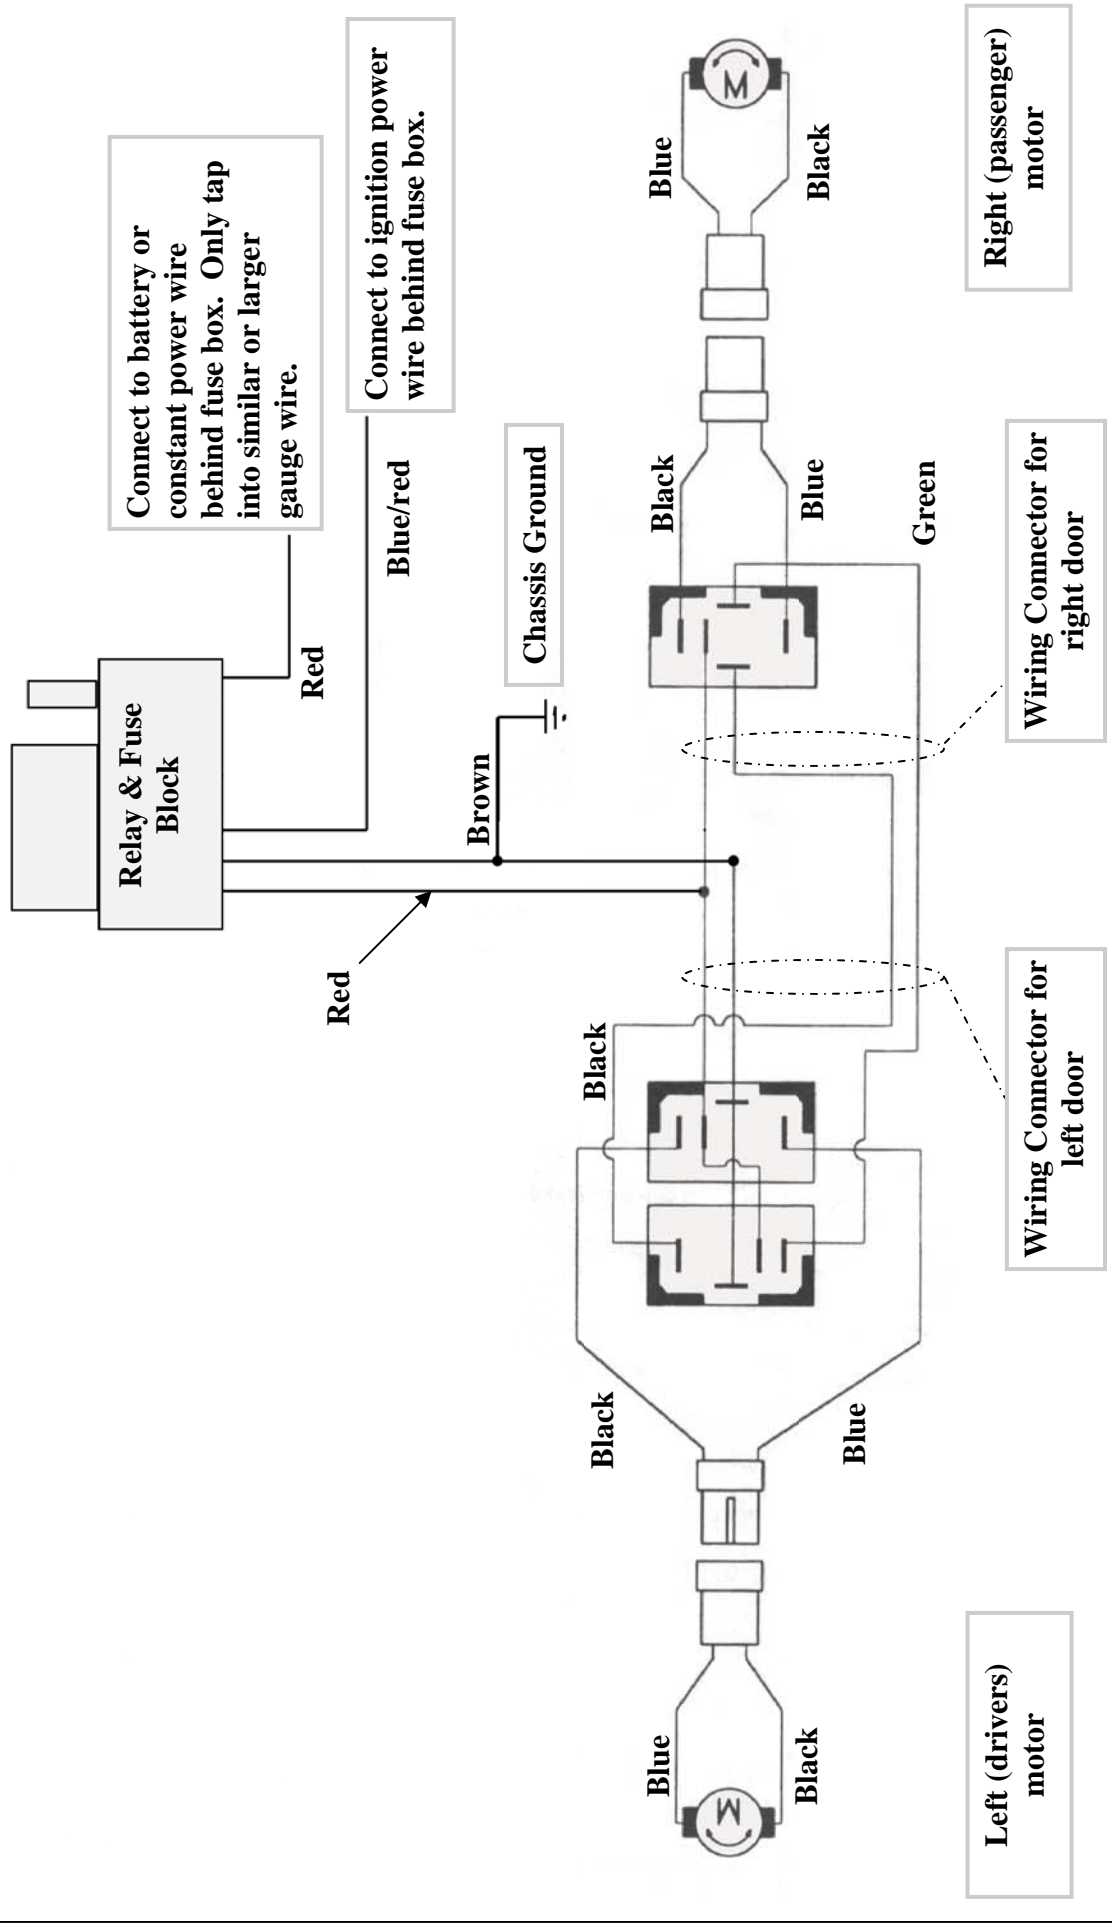 Connect to battery or
constant power wire
behind fuse box. Only tap
into similar or larger
gauge wire.
Connect to ignition power
wire behind fuse box.
Relay & Fuse
Block
Red
Blue/red
Red
Brown
Chassis Ground
Blue
Black
M
Right (passenger)
motor
Black
Blue
Green
Wiring Connector for
right door
Black
Wiring Connector for
left door
Black
Blue
Blue
Black
M
Left (drivers)
motor